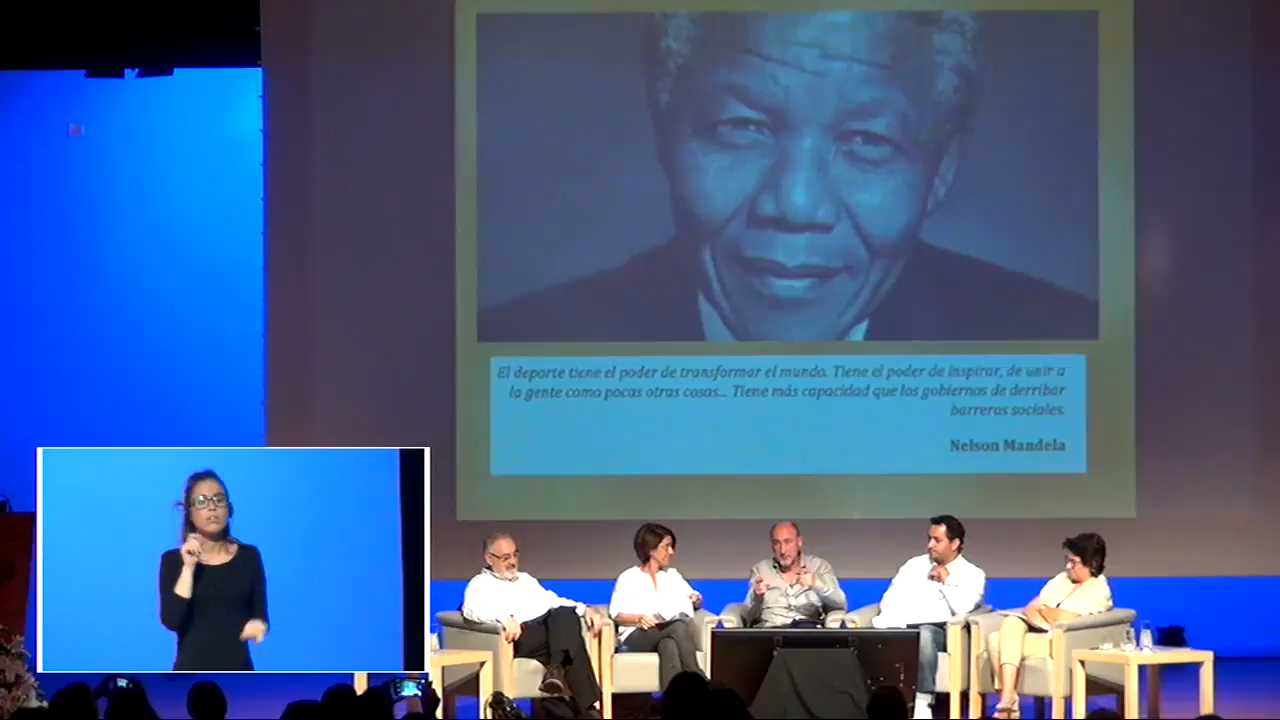 El deporte tiene el poder de transformar el mundo. Tiene el poder de inspirar, de unir a
la gente como pocas otras cosas... Tiene más capacidad que los gobiernos de derribar
barreras sociales.
Nelson Mandela